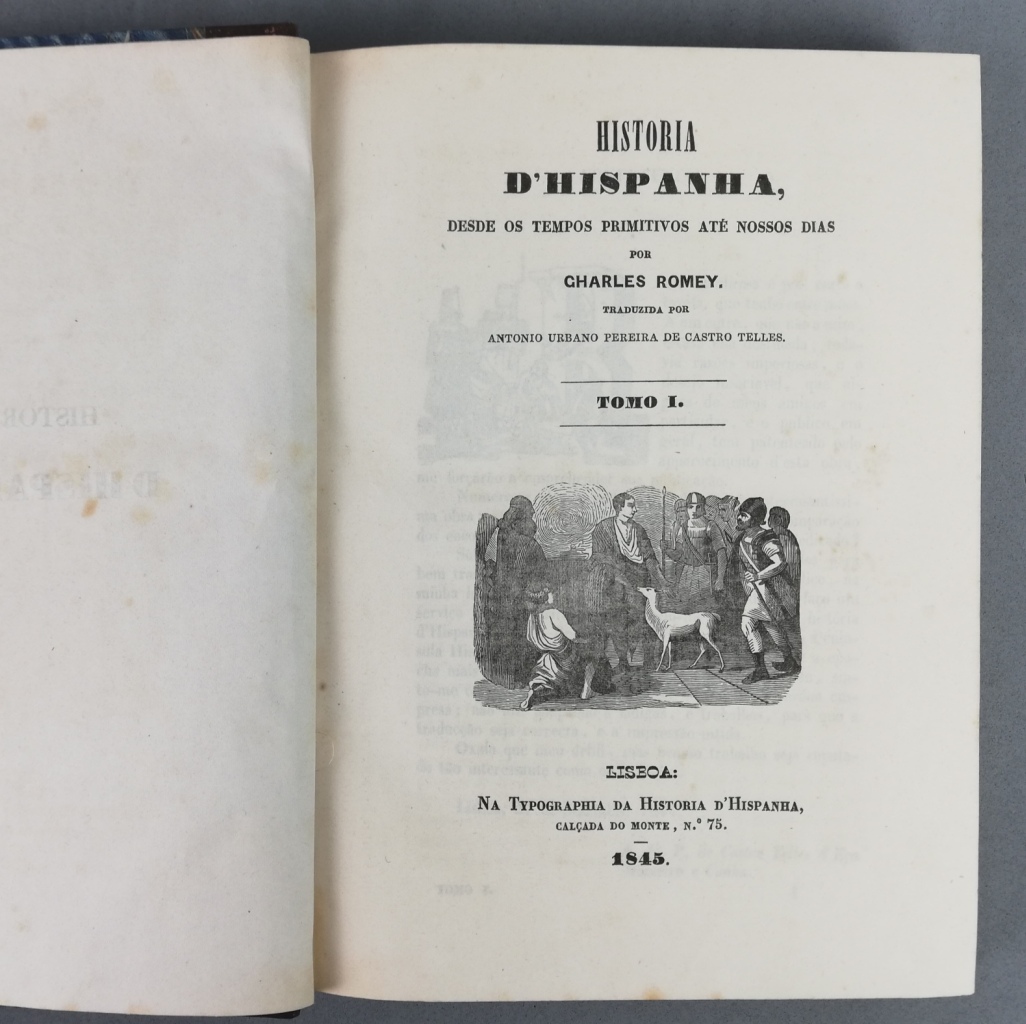 HISTORIA
D'HISPANHA,
DESDE OS TEMPOS PRIMITIVOS ATÉ NOSSOS DIAS
POR
CHARLES ROMEY.
TRADUZIDA POR
ANTONIO URBANO PEREIRA DE CASTRO TELLES.
TOMO I.
LISBOA:
NA TYPOGRAPHIA DA HISTORIA D'HISPANHA,
CALÇADA DO MONTE, N.º 75.
1845.